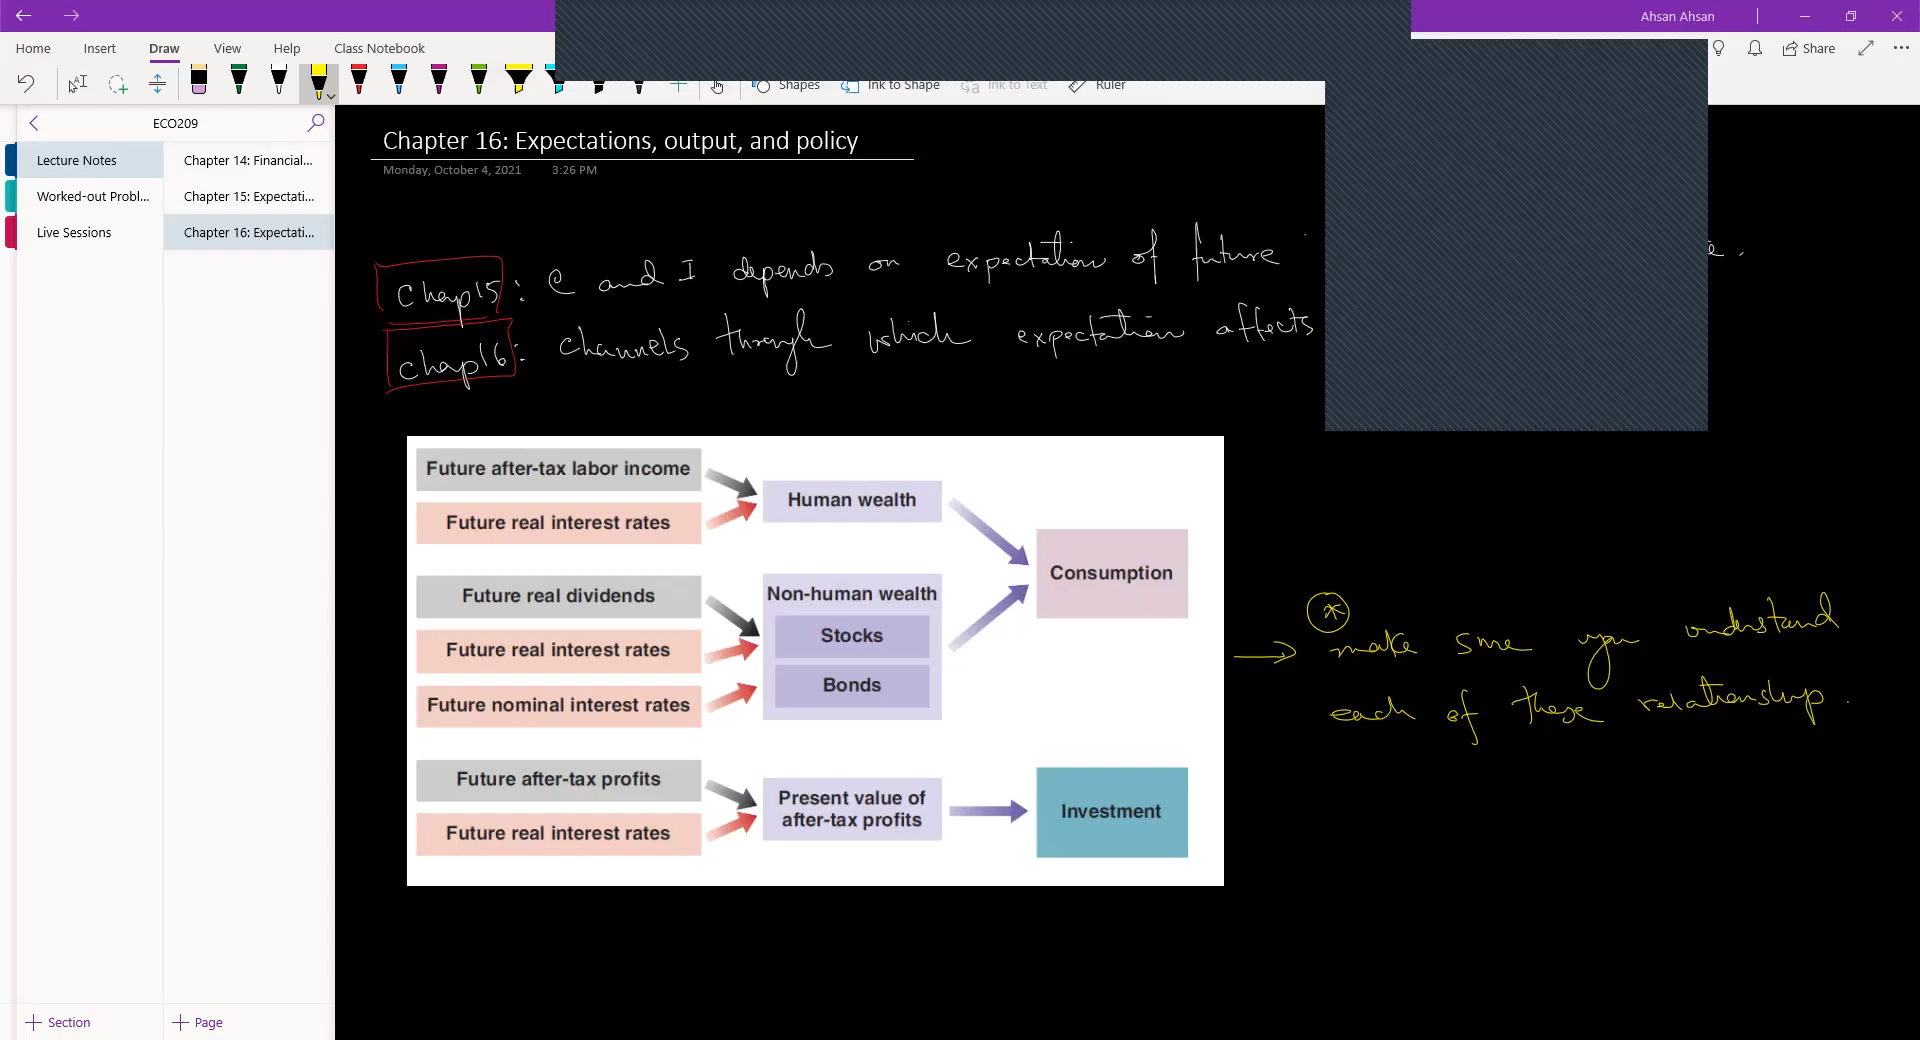 Ahsan Ahsan
Home Insert Draw View Help Class Notebook Share
Shapes Ink to Shape Ink to Text Ruler
ECO209
Lecture Notes
Worked-out Probl...
Live Sessions
Chapter 14: Financial...
Chapter 15: Expectati...
Chapter 16: Expectati...
Chapter 16: Expectations, output, and policy
Monday, October 4, 2021 3:26 PM
Chap15: C and I depends on expectation of future
Chap16: channels through which expectation affects
Future after-tax labor income
Future real interest rates
Human wealth
Future real dividends
Future real interest rates
Future nominal interest rates
Non-human wealth
Stocks
Bonds
Consumption
Future after-tax profits
Future real interest rates
Present value of
after-tax profits
Investment
make sure you understand
each of these relationship.
Section
Page